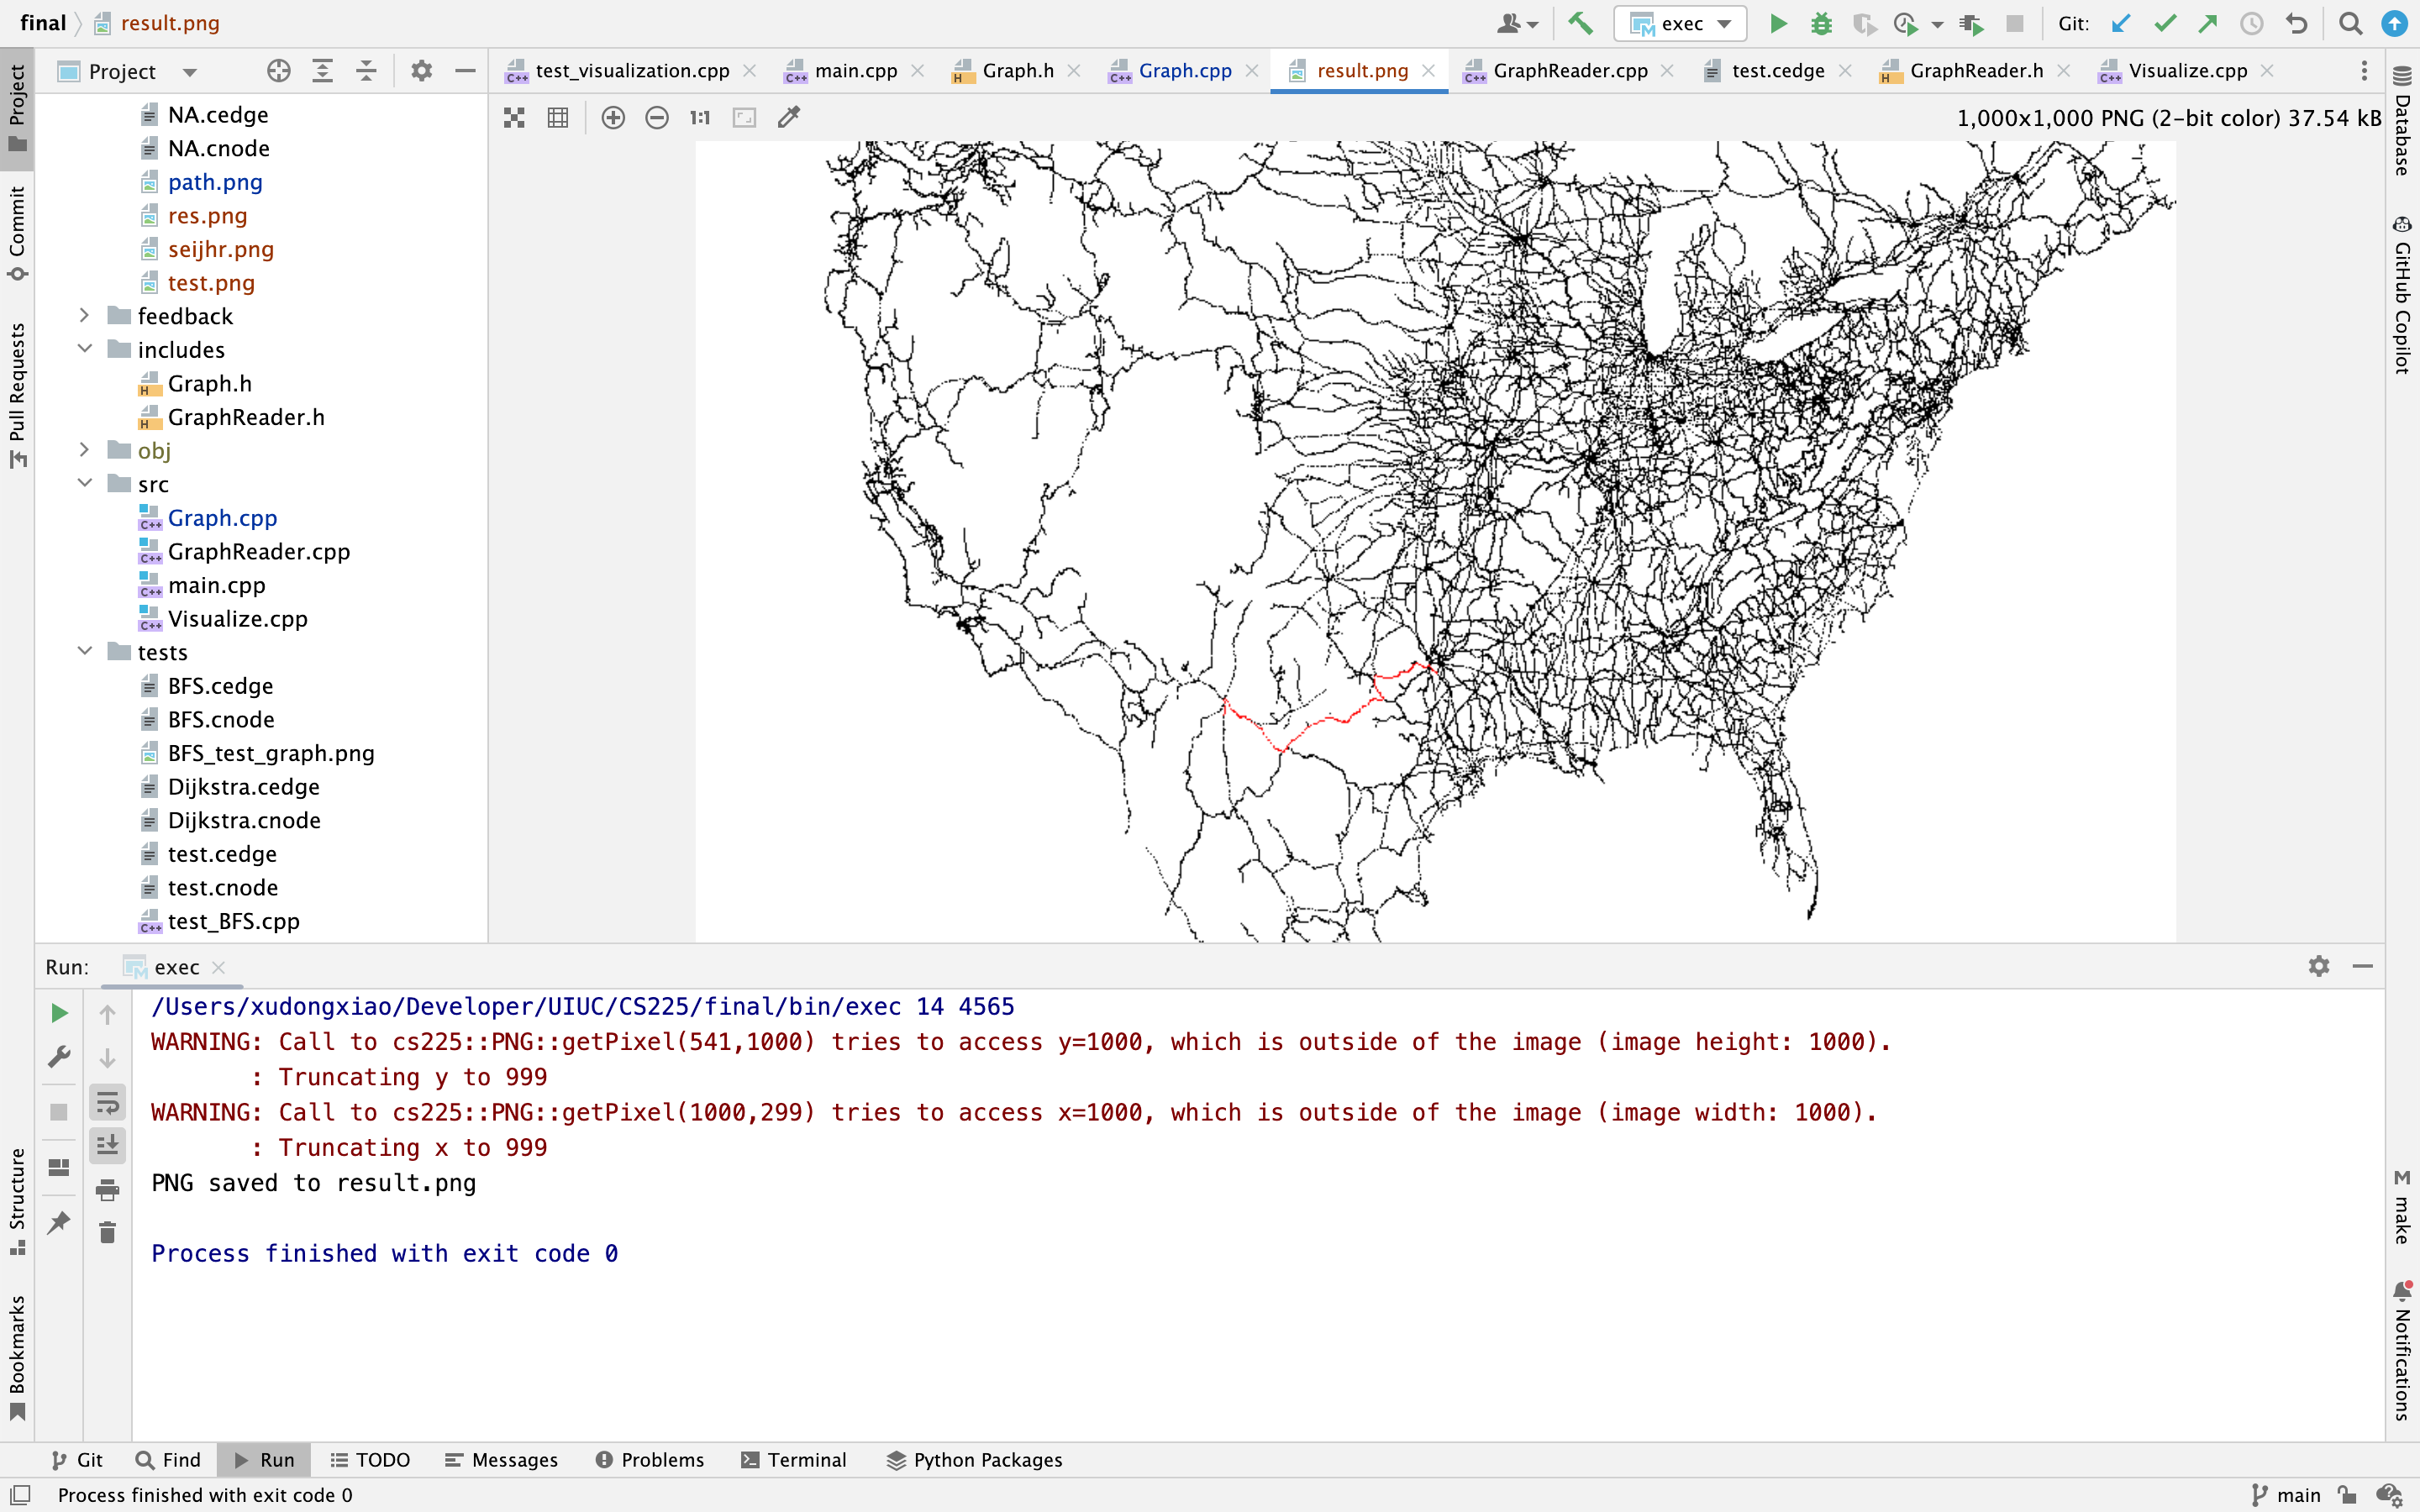 final result.png
exec Git:
Project
test_visualization.cpp main.cpp Graph.h Graph.cpp result.png GraphReader.cpp test.cedge GraphReader.h Visualize.cpp
1:1
1,000x1,000 PNG (2-bit color) 37.54 kB
Project
Commit
Pull Requests
NA.cedge
NA.cnode
path.png
res.png
seijhr.png
test.png
feedback
includes
Graph.h
GraphReader.h
obj
src
Graph.cpp
GraphReader.cpp
main.cpp
Visualize.cpp
tests
BFS.cedge
BFS.cnode
BFS_test_graph.png
Dijkstra.cedge
Dijkstra.cnode
test.cedge
test.cnode
test_BFS.cpp
Database
GitHub Copilot
Run: exec
/Users/xudongxiao/Developer/UIUC/CS225/final/bin/exec 14 4565
WARNING: Call to cs225::PNG::getPixel(541,1000) tries to access y=1000, which is outside of the image (image height: 1000).
: Truncating y to 999
WARNING: Call to cs225::PNG::getPixel(1000,299) tries to access x=1000, which is outside of the image (image width: 1000).
: Truncating x to 999
PNG saved to result.png
Process finished with exit code 0
Structure
Bookmarks
make
Notifications
Git Find Run TODO Messages Problems Terminal Python Packages
Process finished with exit code 0
main